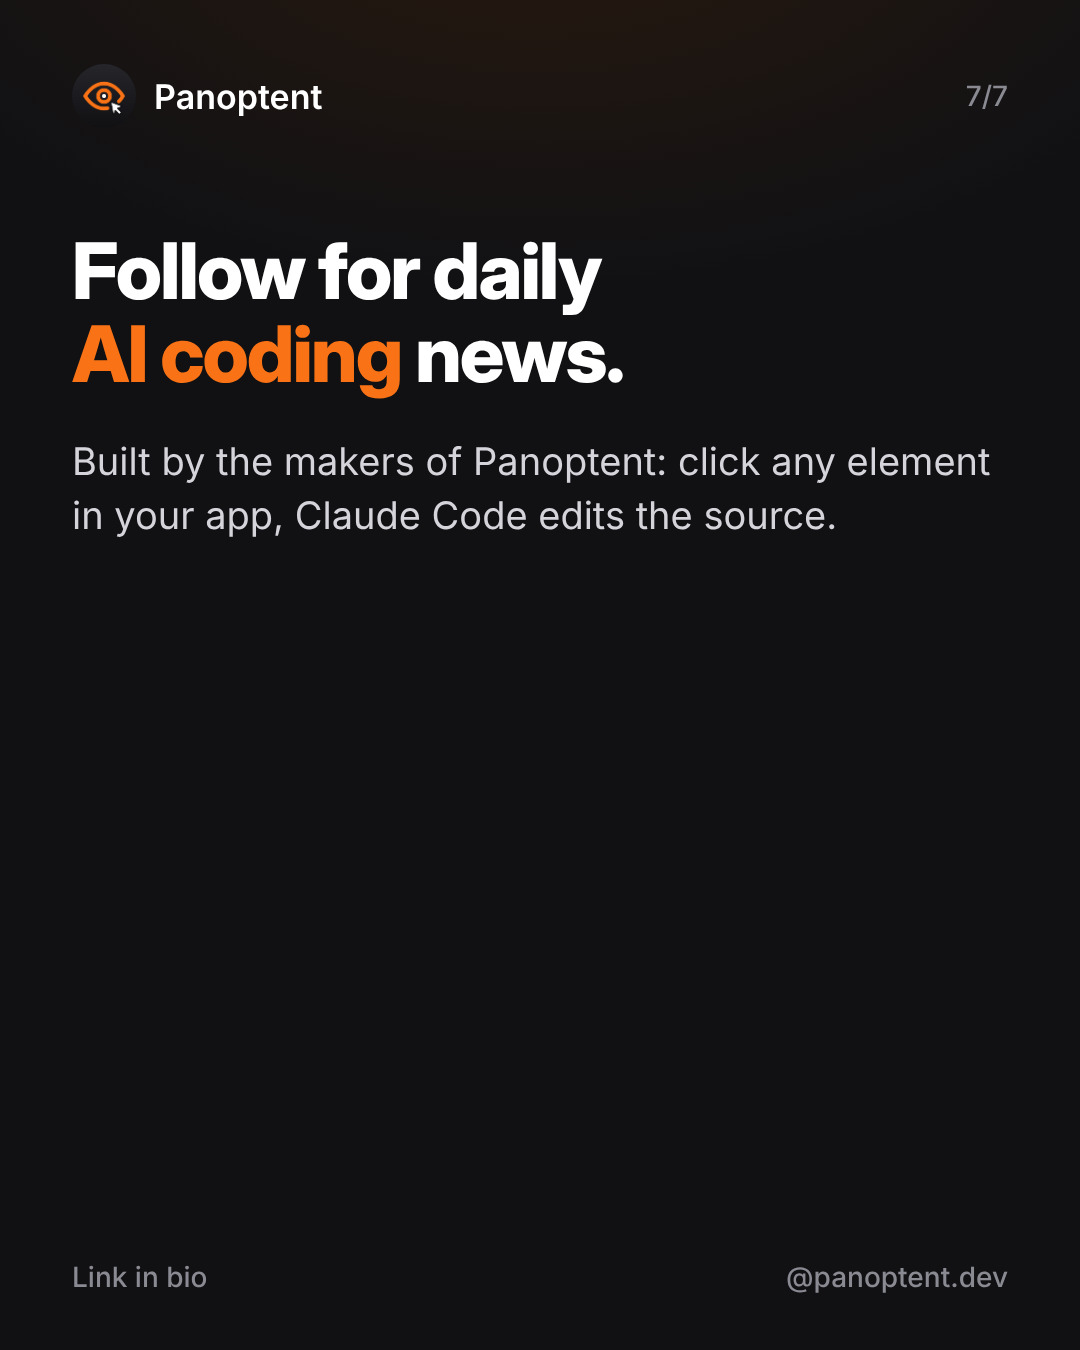 Panoptent
7/7
Follow for daily
AI coding news.
Built by the makers of Panoptent: click any element
in your app, Claude Code edits the source.
Link in bio
@panoptent.dev